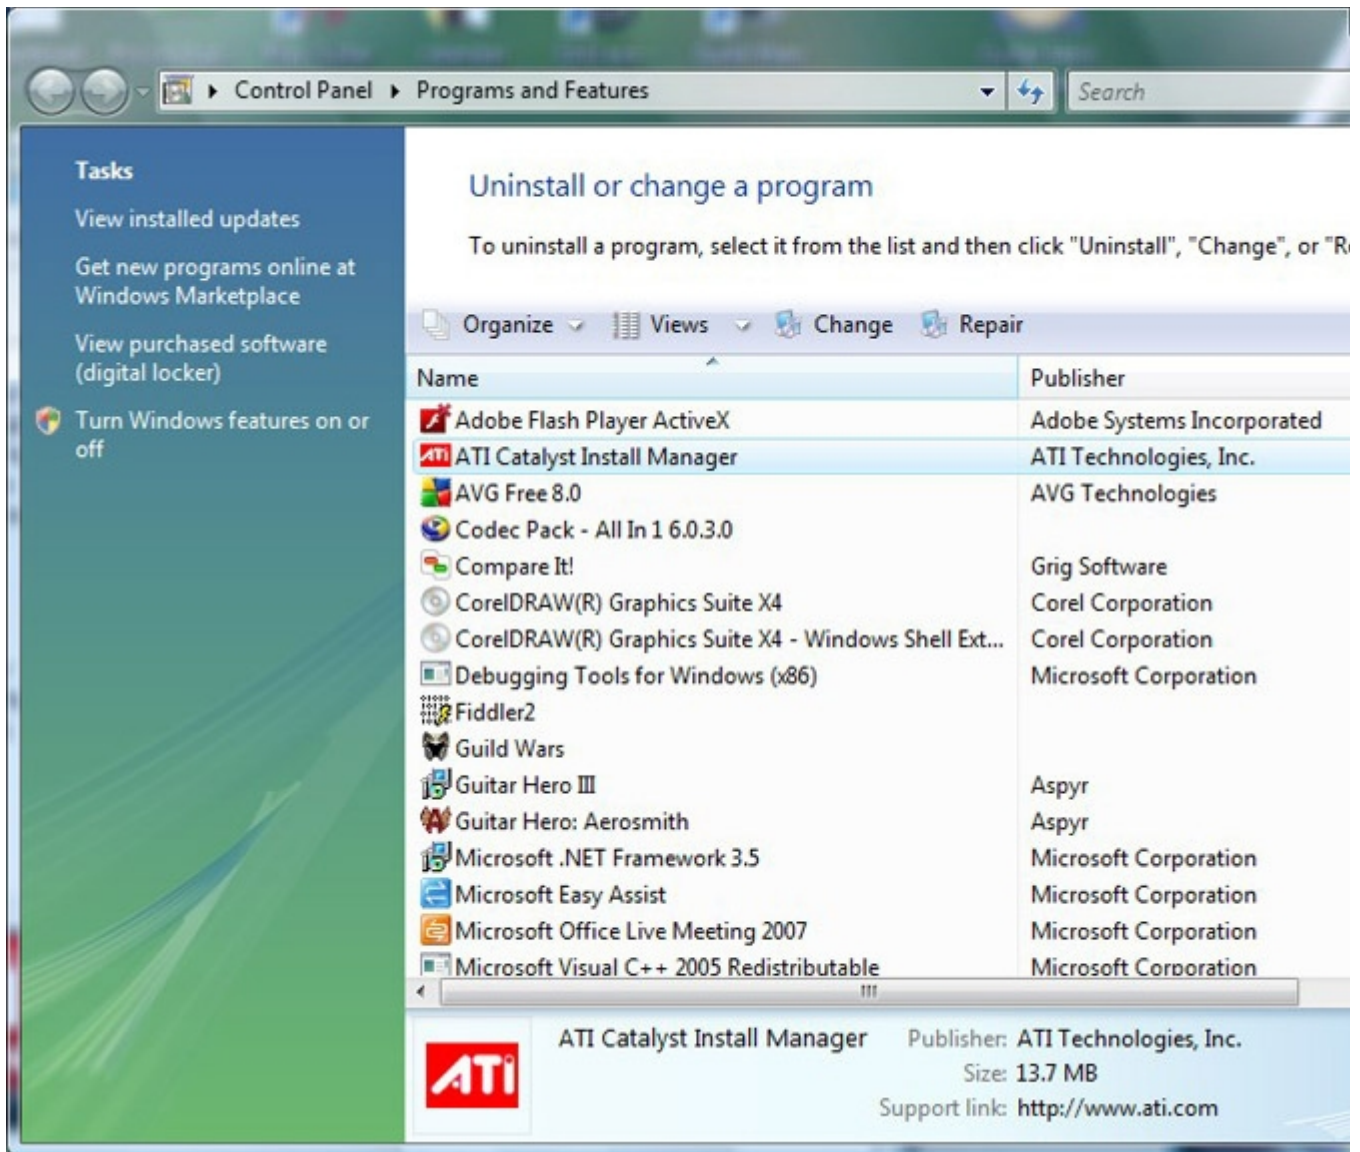 Control Panel Programs and Features Search
Tasks
View installed updates
Get new programs online at
Windows Marketplace
View purchased software
(digital locker)
Turn Windows features on or
off
Uninstall or change a program
To uninstall a program, select it from the list and then click "Uninstall", "Change", or "R
Organize Views Change Repair
Name Publisher
Adobe Flash Player ActiveX Adobe Systems Incorporated
ATI ATI Catalyst Install Manager ATI Technologies, Inc.
AVG Free 8.0 AVG Technologies
Codec Pack - All In 1 6.0.3.0
Compare It! Grig Software
CorelDRAW(R) Graphics Suite X4 Corel Corporation
CorelDRAW(R) Graphics Suite X4 - Windows Shell Ext... Corel Corporation
Debugging Tools for Windows (x86) Microsoft Corporation
Fiddler2
Guild Wars
Guitar Hero III Aspyr
Guitar Hero: Aerosmith Aspyr
Microsoft .NET Framework 3.5 Microsoft Corporation
Microsoft Easy Assist Microsoft Corporation
Microsoft Office Live Meeting 2007 Microsoft Corporation
Microsoft Visual C++ 2005 Redistributable Microsoft Corporation
ATI
ATI Catalyst Install Manager Publisher: ATI Technologies, Inc.
Size: 13.7 MB
Support link: http://www.ati.com